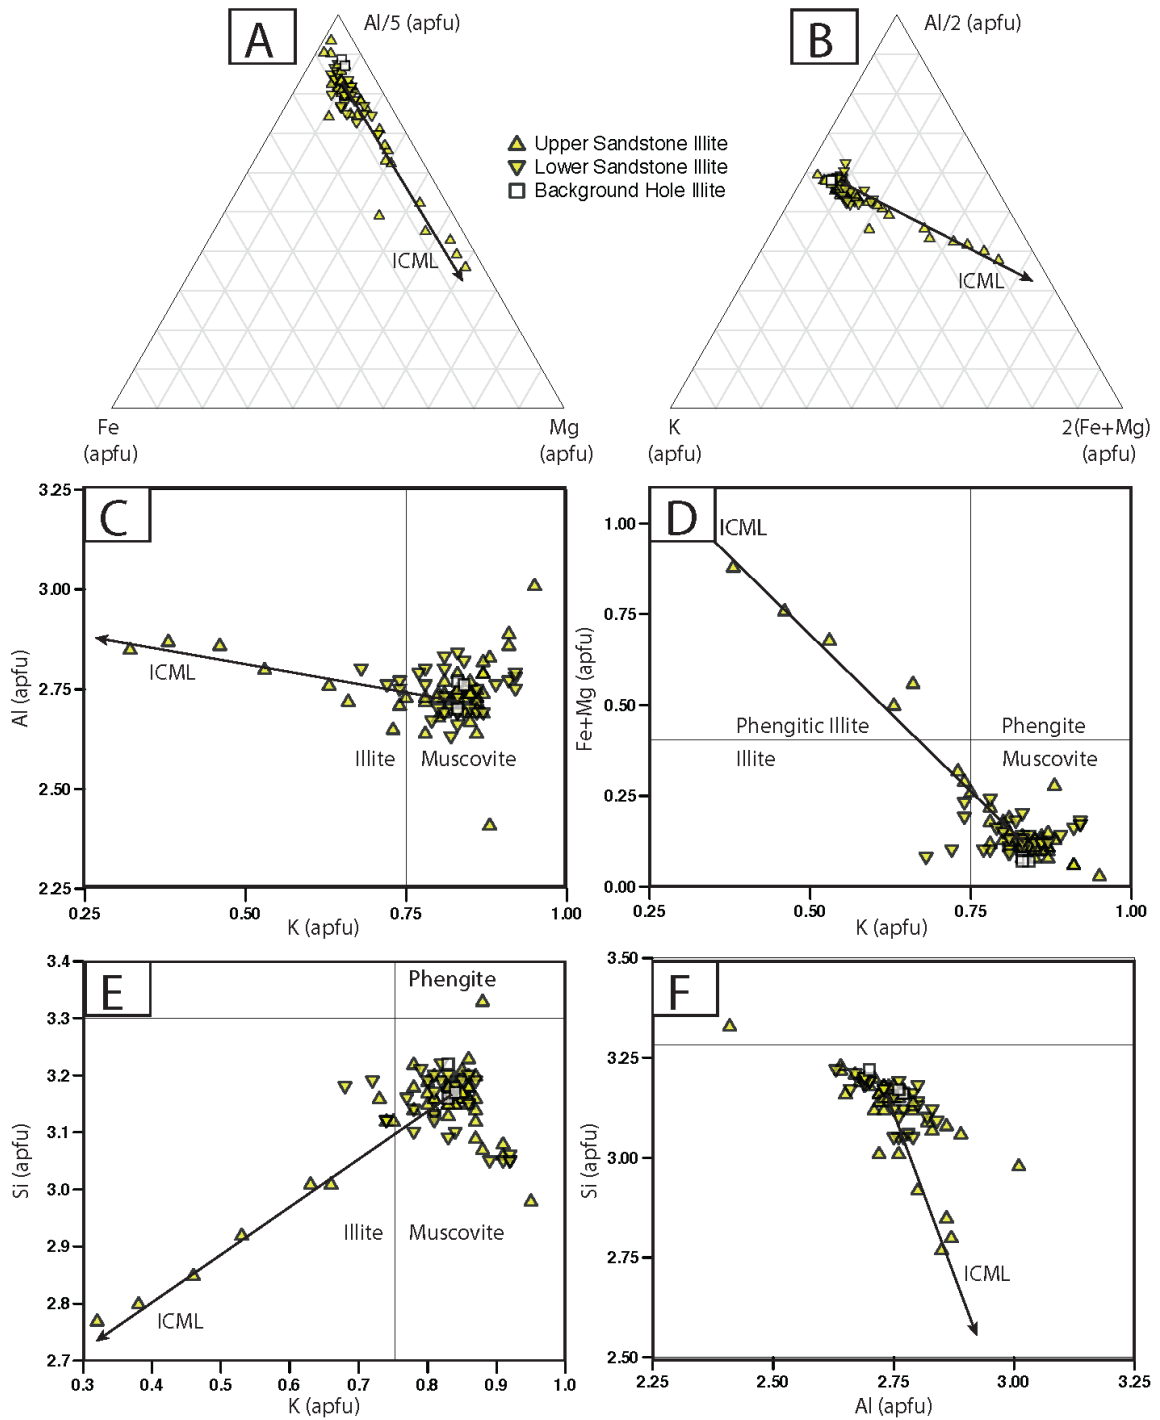 A
Al/5 (apfu)
B
Al/2 (apfu)
Upper Sandstone Illite
Lower Sandstone Illite
Background Hole Illite
ICML
ICML
Fe
(apfu)
Mg
(apfu)
K
(apfu)
2(Fe+Mg)
(apfu)
C
3.25
3.00
2.75
2.50
2.25
Al (apfu)
ICML
Illite
Muscovite
0.25
0.50
0.75
1.00
K (apfu)
D
ICML
1.00
0.75
0.50
0.25
0.00
Fe+Mg (apfu)
Phengitic Illite
Phengite
Illite
Muscovite
0.25
0.50
0.75
1.00
K (apfu)
E
3.4
3.3
3.2
3.1
3.0
2.9
2.8
2.7
Si (apfu)
Phengite
Illite
Muscovite
ICML
0.3
0.4
0.5
0.6
0.7
0.8
0.9
1.0
K (apfu)
F
3.50
3.25
3.00
2.75
2.50
Si (apfu)
ICML
2.25
2.50
2.75
3.00
3.25
Al (apfu)